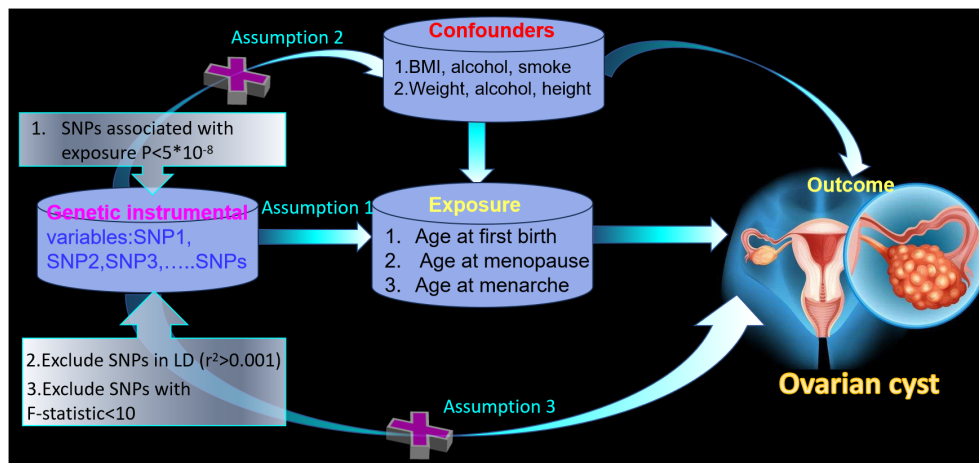 Assumption 2
Confounders
1.BMI, alcohol, smoke
2.Weight, alcohol, height
1. SNPs associated with
exposure P<5*10⁻⁸
Genetic instrumental
variables:SNP1,
SNP2,SNP3,…..SNPs
Assumption 1
Exposure
1. Age at first birth
2. Age at menopause
3. Age at menarche
Outcome
2.Exclude SNPs in LD (r²>0.001)
3.Exclude SNPs with
F-statistic<10
Assumption 3
Ovarian cyst